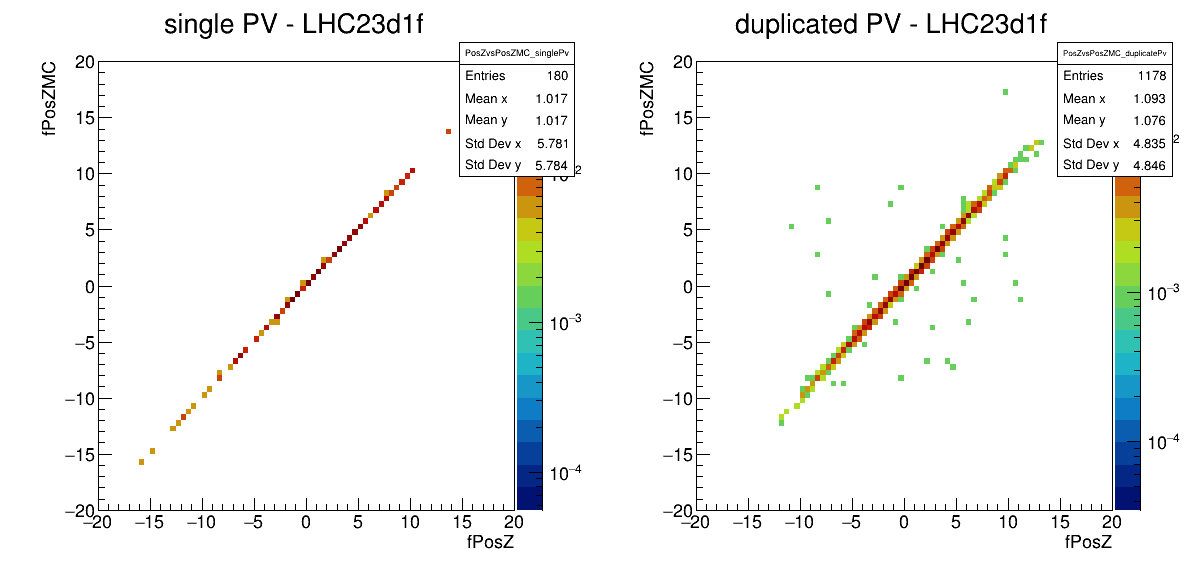 single PV - LHC23d1f
fPosZMC
PosZvsPosZMC_singlePv
Entries 180
Mean x 1.017
Mean y 1.017
Std Dev x 5.781
Std Dev y 5.784
20
15
10
5
0
−5
−10
−15
−20
−20 −15 −10 −5 0 5 10 15 20
fPosZ
10−3
10−4
duplicated PV - LHC23d1f
fPosZMC
PosZvsPosZMC_duplicatePv
Entries 1178
Mean x 1.093
Mean y 1.076
Std Dev x 4.835
Std Dev y 4.846
20
15
10
5
0
−5
−10
−15
−20
−20 −15 −10 −5 0 5 10 15 20
fPosZ
10−3
10−4